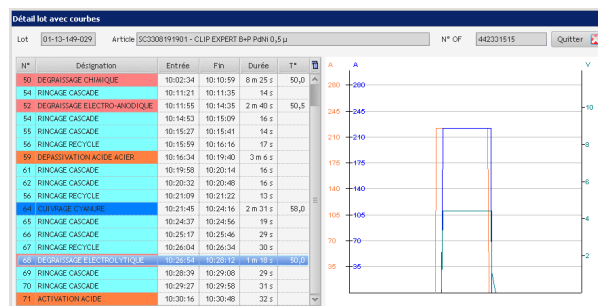 Détail lot avec courbes
Lot 01-13-149-029 Article SC3308191901 - CLIP EXPERT B+P PdNi 0,5 µ N° OF 442331515 Quitter
N° Désignation Entrée Fin Durée T°
50 DEGRAISSAGE CHIMIQUE 10:02:34 10:10:59 8 m 25 s 50,0
54 RINCAGE CASCADE 10:11:21 10:11:35 14 s
52 DEGRAISSAGE ELECTRO-ANODIQUE 10:11:55 10:14:35 2 m 40 s 50,5
54 RINCAGE CASCADE 10:14:53 10:15:09 16 s
55 RINCAGE CASCADE 10:15:27 10:15:41 14 s
56 RINCAGE RECYCLE 10:15:59 10:16:16 17 s
59 DEPASSIVATION ACIDE ACIER 10:16:34 10:19:40 3 m 6 s
61 RINCAGE CASCADE 10:19:58 10:20:14 16 s
62 RINCAGE CASCADE 10:20:32 10:20:48 16 s
56 RINCAGE RECYCLE 10:21:09 10:21:22 13 s
64 CUIVRAGE CYANURE 10:21:45 10:24:16 2 m 31 s 58,0
65 RINCAGE CASCADE 10:24:37 10:24:56 19 s
66 RINCAGE CASCADE 10:25:17 10:25:46 29 s
67 RINCAGE RECYCLE 10:26:04 10:26:34 30 s
68 DEGRAISSAGE ELECTROLYTIQUE 10:26:54 10:28:12 1 m 18 s 50,0
69 RINCAGE CASCADE 10:28:39 10:29:08 29 s
70 RINCAGE CASCADE 10:29:27 10:29:58 31 s
71 ACTIVATION ACIDE 10:30:16 10:30:48 32 s
A A V
280 280
245 245
10
210 210
8
175 175
6
140 140
105 105
4
70 70
2
35 35